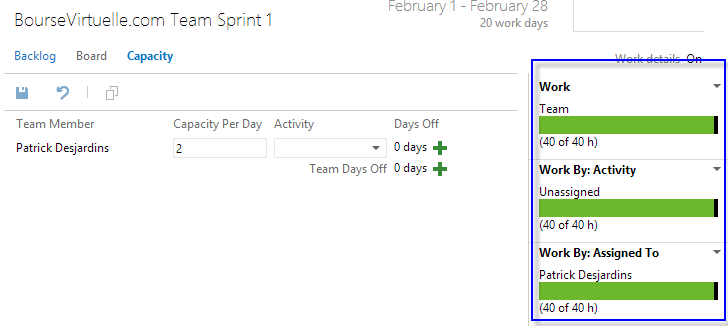 BourseVirtuelle.com Team Sprint 1
February 1 - February 28
20 work days
Backlog Board Capacity
Work details On
Team Member Capacity Per Day Activity Days Off
Patrick Desjardins 2 0 days
Team Days Off 0 days
Work
Team
(40 of 40 h)
Work By: Activity
Unassigned
(40 of 40 h)
Work By: Assigned To
Patrick Desjardins
(40 of 40 h)